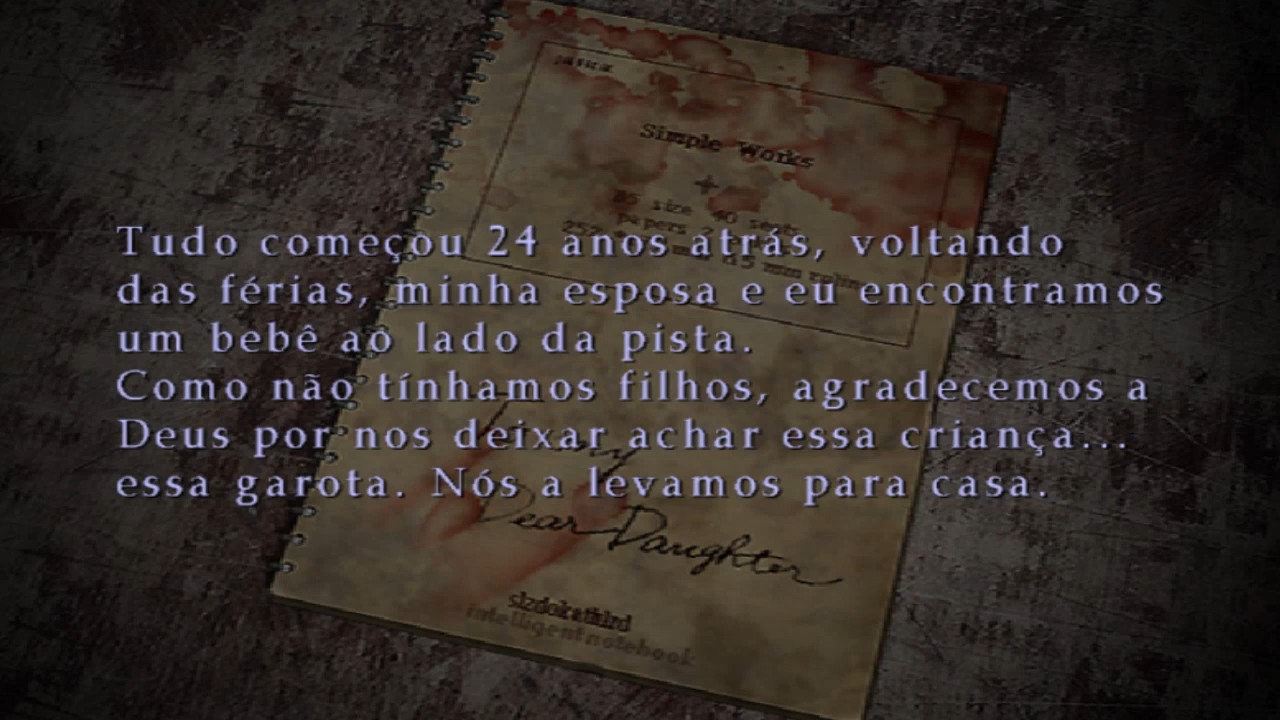 Simple Works
Tudo começou 24 anos atrás, voltando
das férias, minha esposa e eu encontramos
um bebê ao lado da pista.
Como não tínhamos filhos, agradecemos a
Deus por nos deixar achar essa criança...
essa garota. Nós a levamos para casa.
Dear Daughter
intelligent notebook